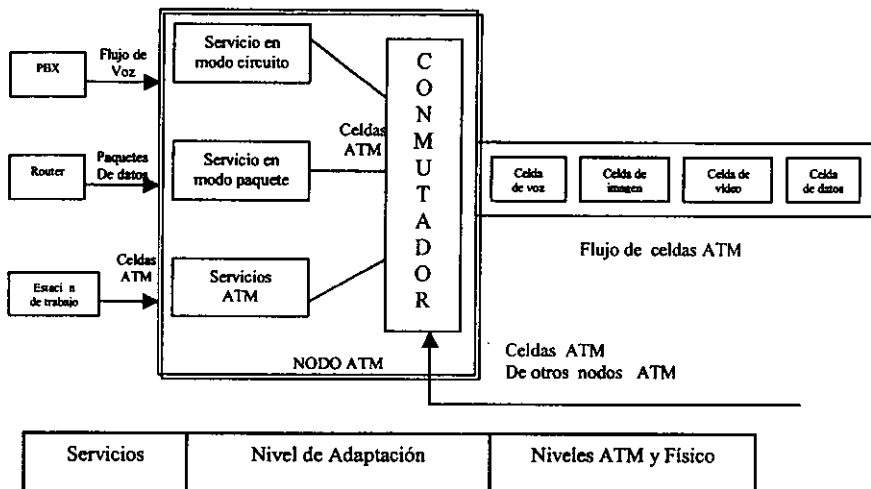 PBX
Flujo de
Voz
Servicio en
modo circuito
CONMUTADOR
Celdas
ATM
Router
Paquetes
De datos
Servicio en
modo paquete
Celda
de voz
Celda de
imagen
Celda de
video
Celda
de datos
Flujo de celdas ATM
Celdas
ATM
Estaci n
de trabajo
Servicios
ATM
NODO ATM
Celdas ATM
De otros nodos ATM
Servicios
Nivel de Adaptación
Niveles ATM y Físico